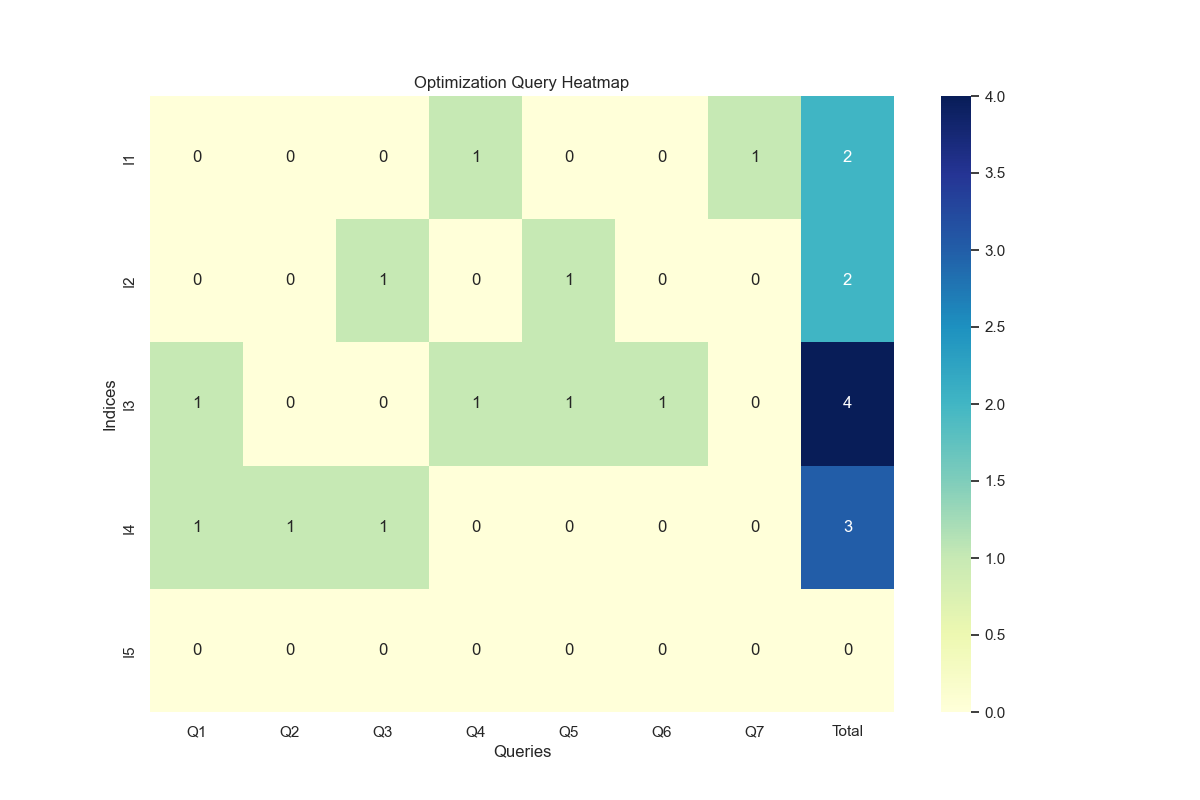 Optimization Query Heatmap
Indices
I1 0 0 0 1 0 0 1 2
I2 0 0 1 0 1 0 0 2
I3 1 0 0 1 1 1 0 4
I4 1 1 1 0 0 0 0 3
I5 0 0 0 0 0 0 0 0
Q1 Q2 Q3 Q4 Q5 Q6 Q7 Total
Queries
4.0
3.5
3.0
2.5
2.0
1.5
1.0
0.5
0.0